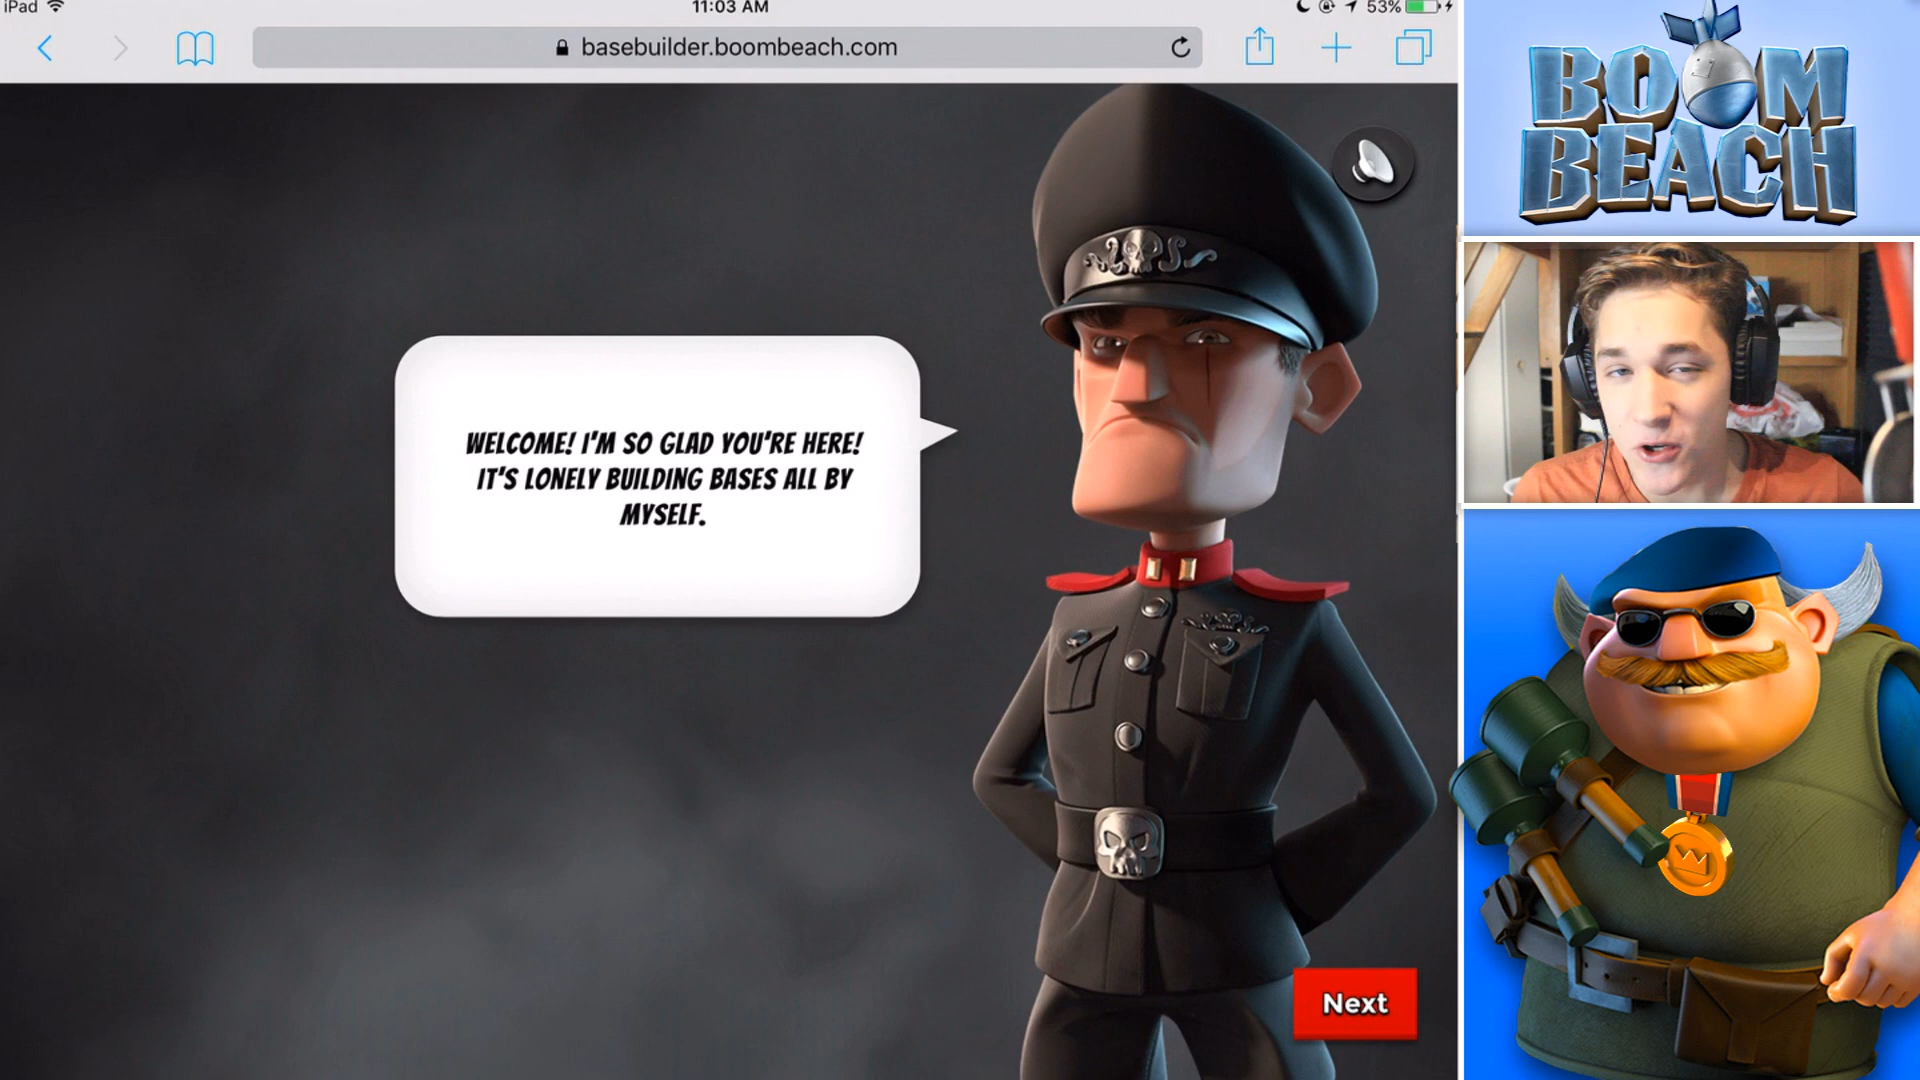 iPad
11:03 AM
53%
basebuilder.boombeach.com
WELCOME! I'M SO GLAD YOU'RE HERE!
IT'S LONELY BUILDING BASES ALL BY
MYSELF.
Next
BOOM
BEACH